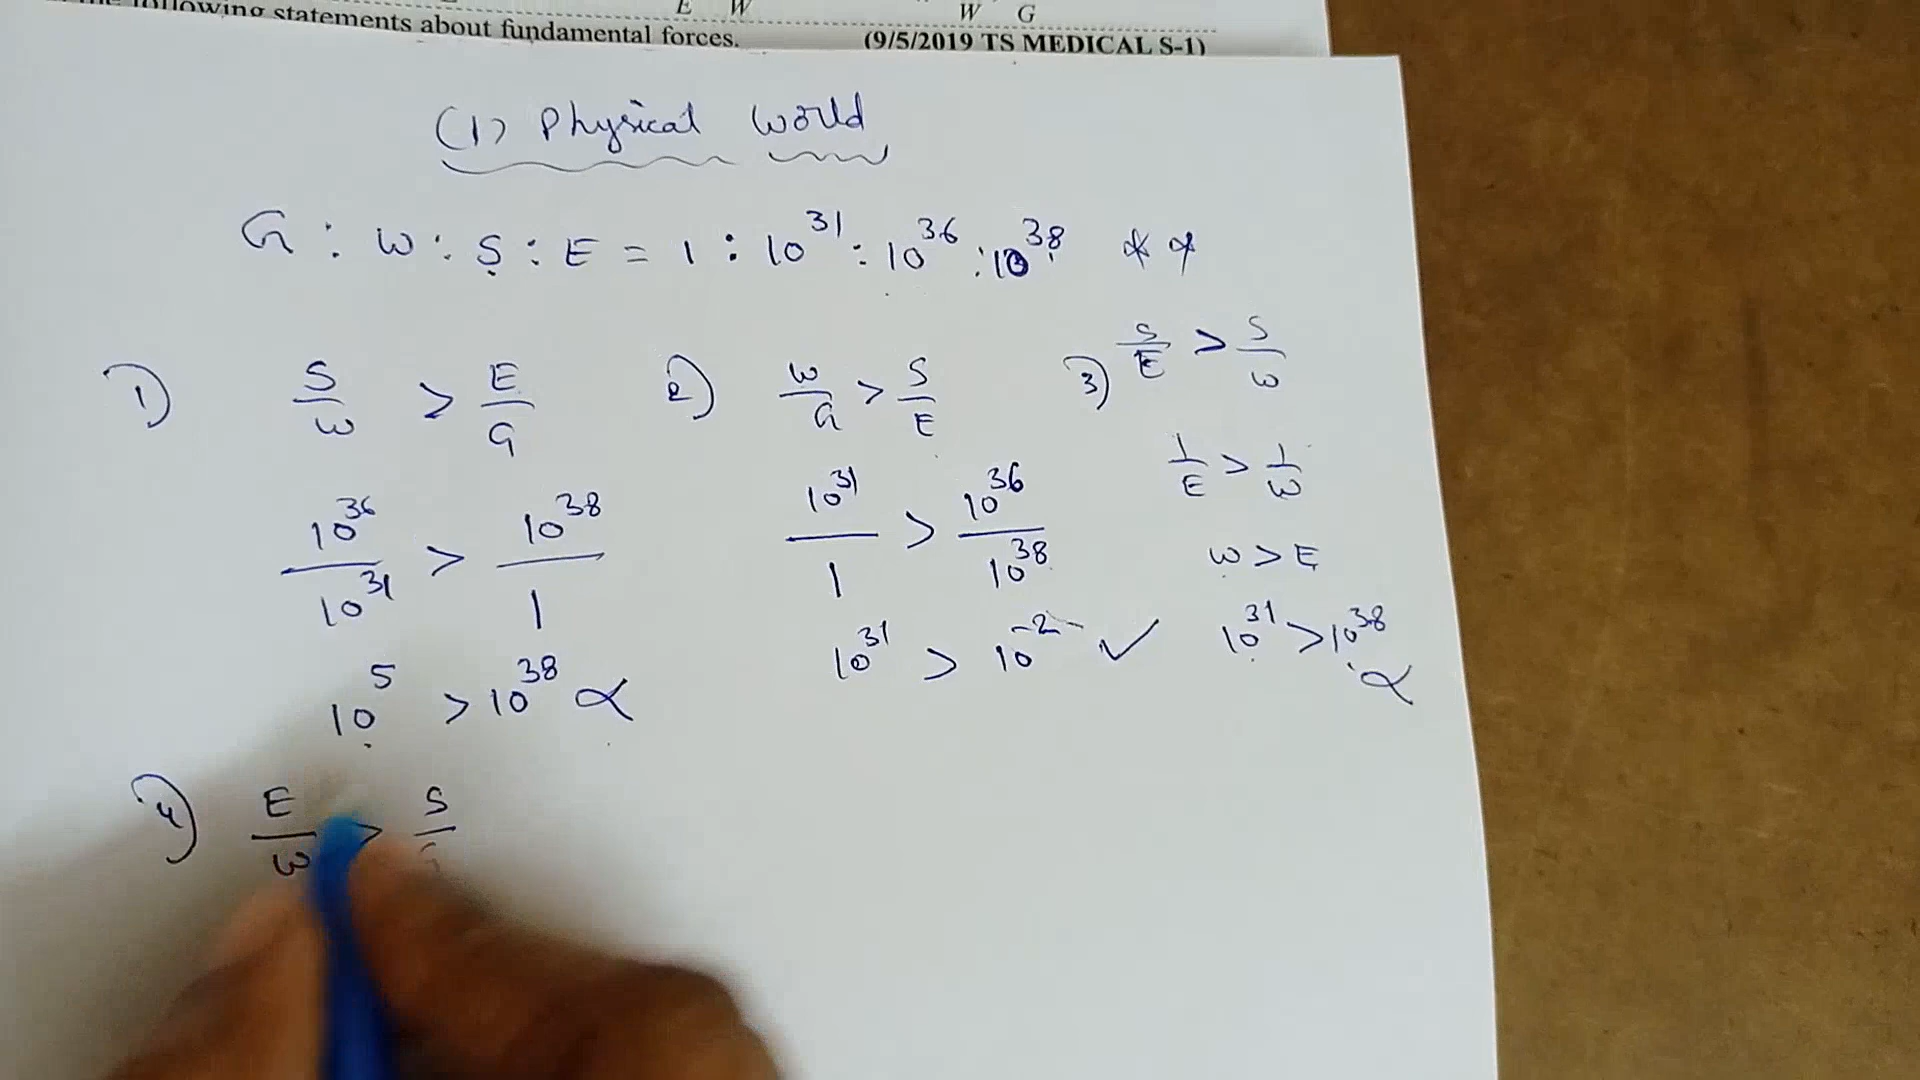 E W W G
following statements about fundamental forces. (9/5/2019 TS MEDICAL S-1)
(1) Physical World
G : W : S : E = 1 : 10^31 : 10^36 : 10^38 **
1) S/W > E/G 2) W/G > S/E 3) S/E > S/W
1/E > 1/W
10^36/10^31 > 10^38/1 10^31/1 > 10^36/10^38 W > E
10^5 > 10^38 × 10^31 > 10^-2 ✓ 10^31 > 10^38 ×
4) E/W > S/